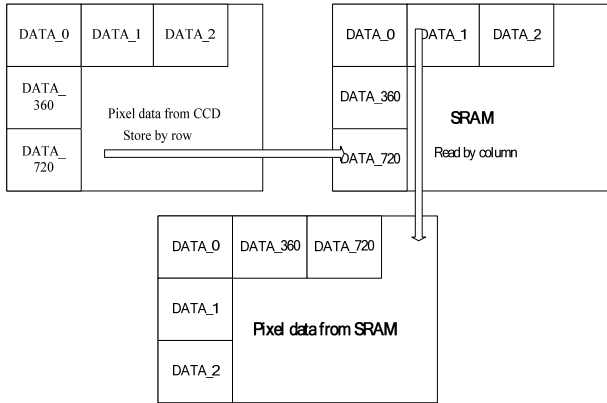 DATA_0 DATA_1 DATA_2
DATA_
360
DATA_
720
Pixel data from CCD
Store by row
DATA_0 DATA_1 DATA_2
DATA_360
DATA_720
SRAM
Read by column
DATA_0 DATA_360 DATA_720
DATA_1
DATA_2
Pixel data from SRAM